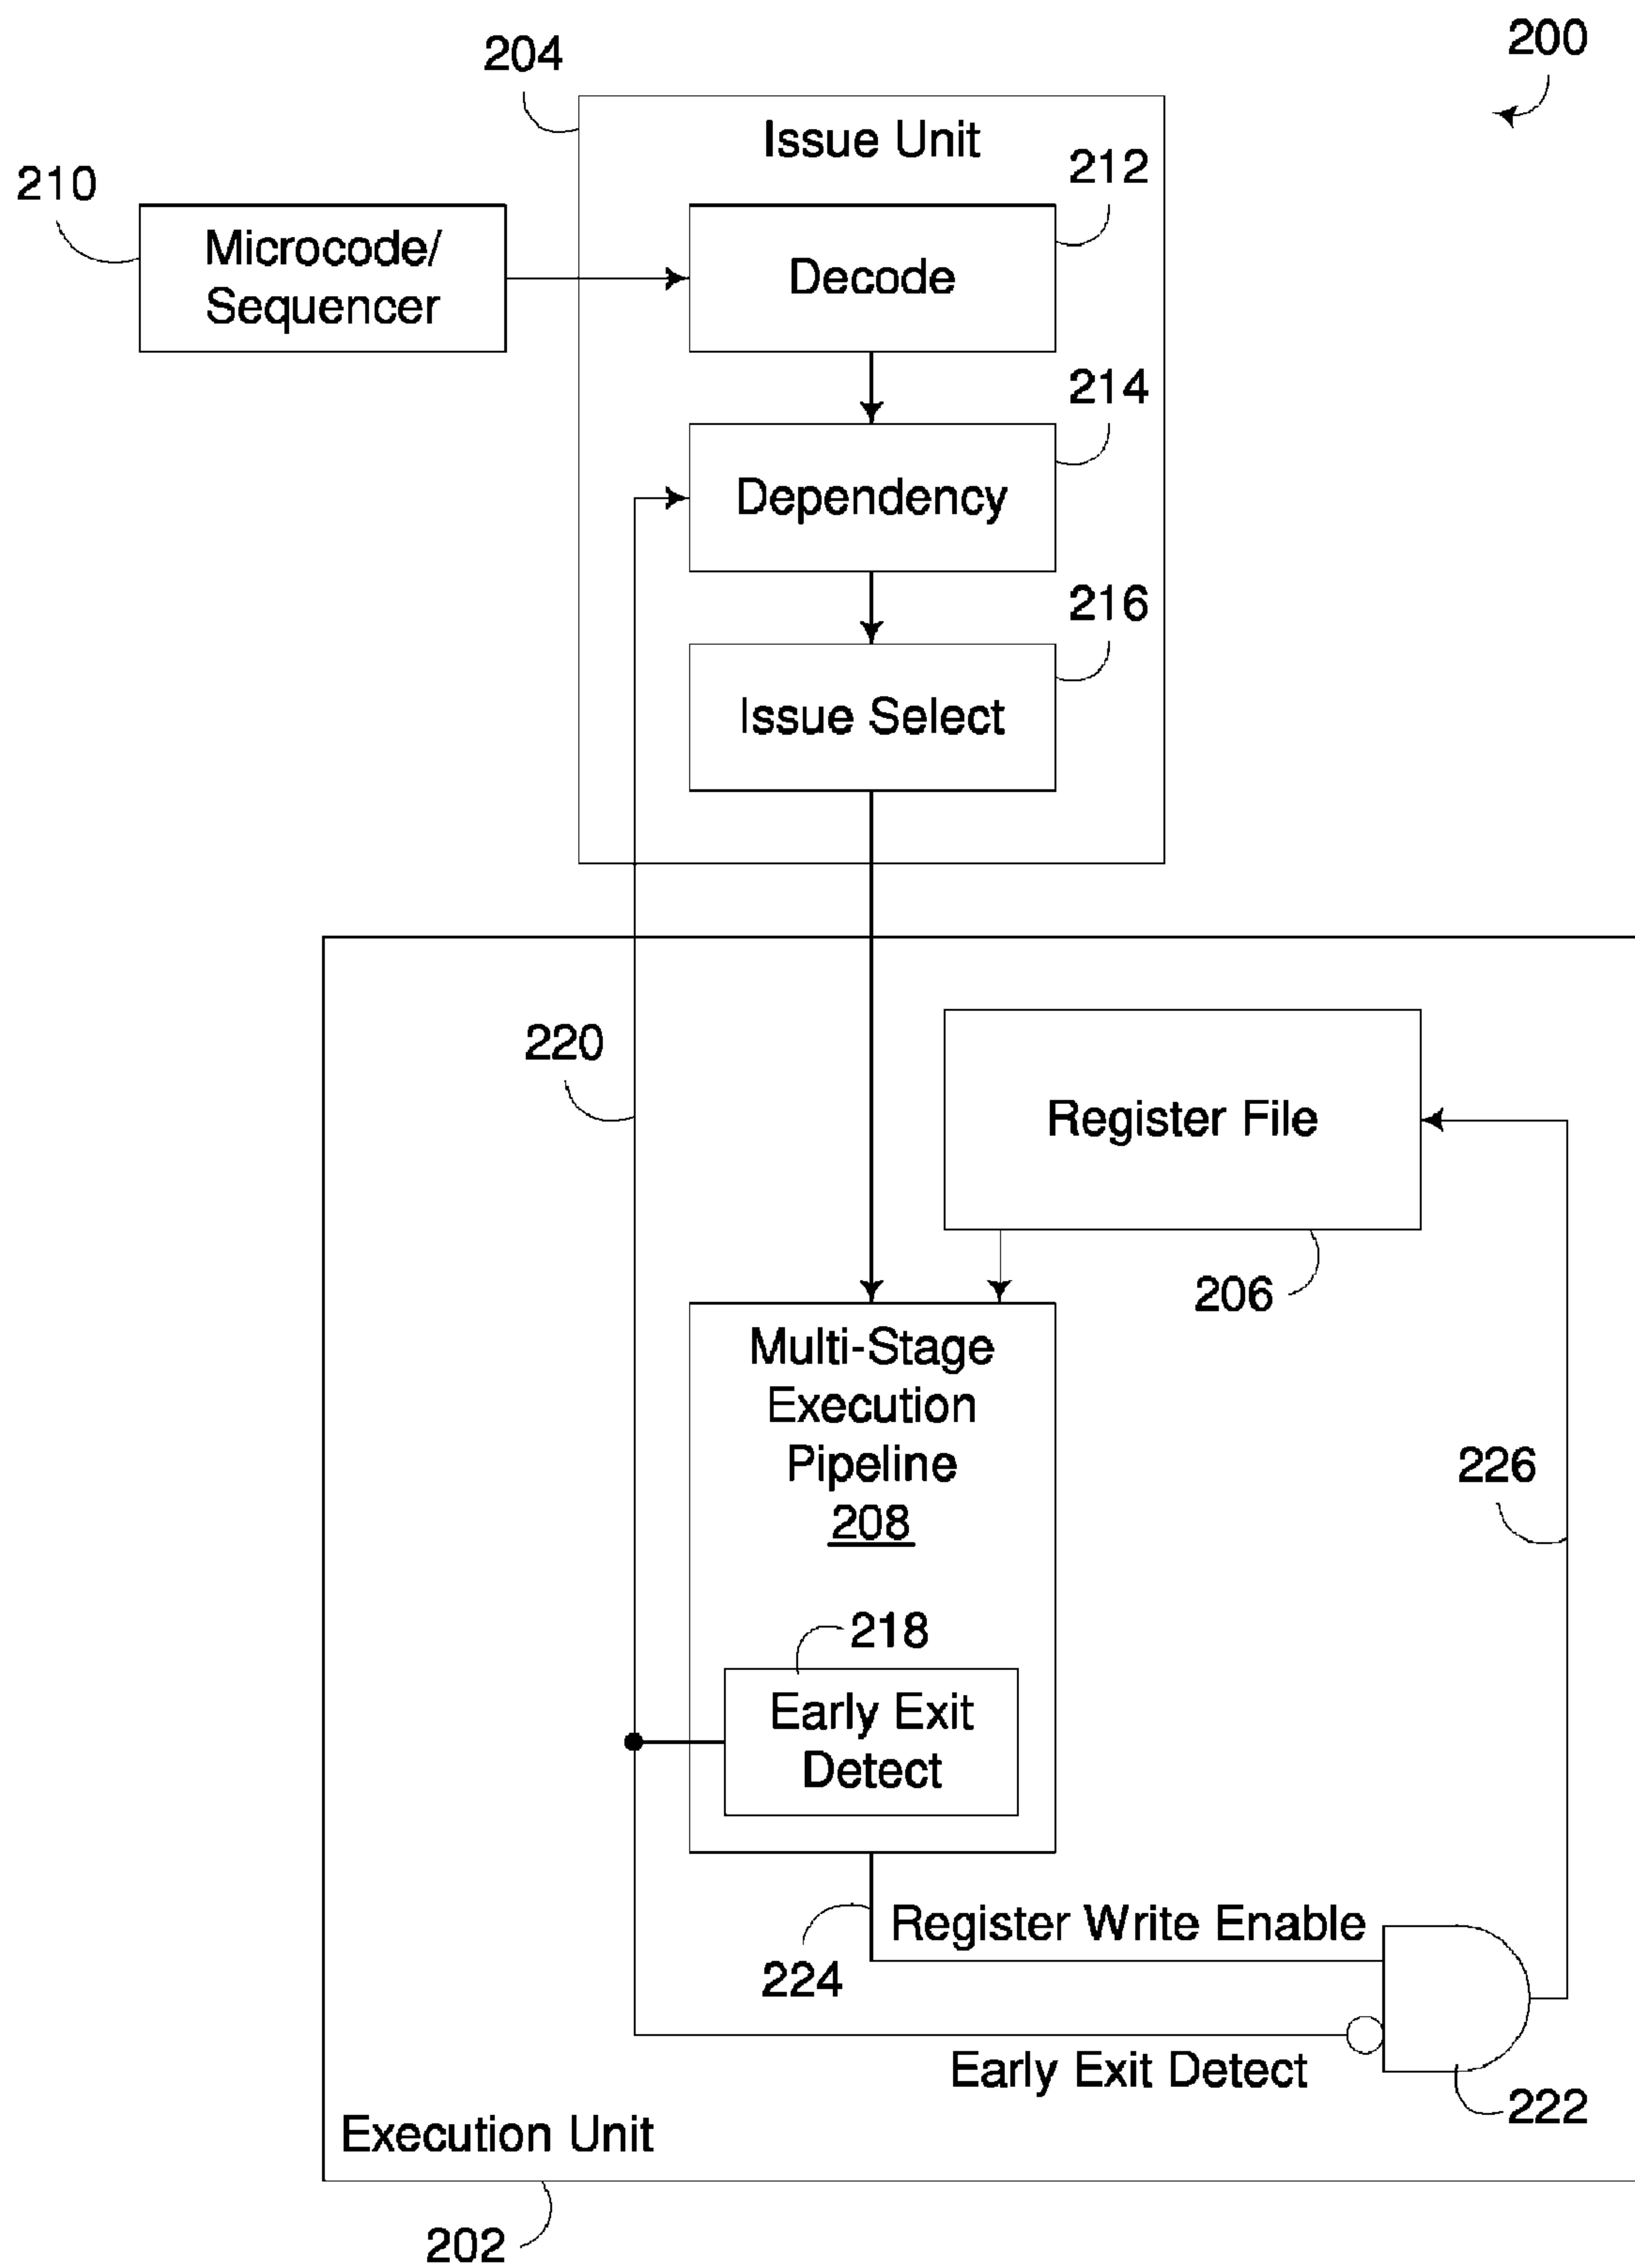 200
204
Issue Unit
210
212
Microcode/
Sequencer
Decode
214
Dependency
216
Issue Select
220
Register File
206
Multi-Stage
Execution
Pipeline
208
226
218
Early Exit
Detect
Register Write Enable
224
Early Exit Detect
222
Execution Unit
202